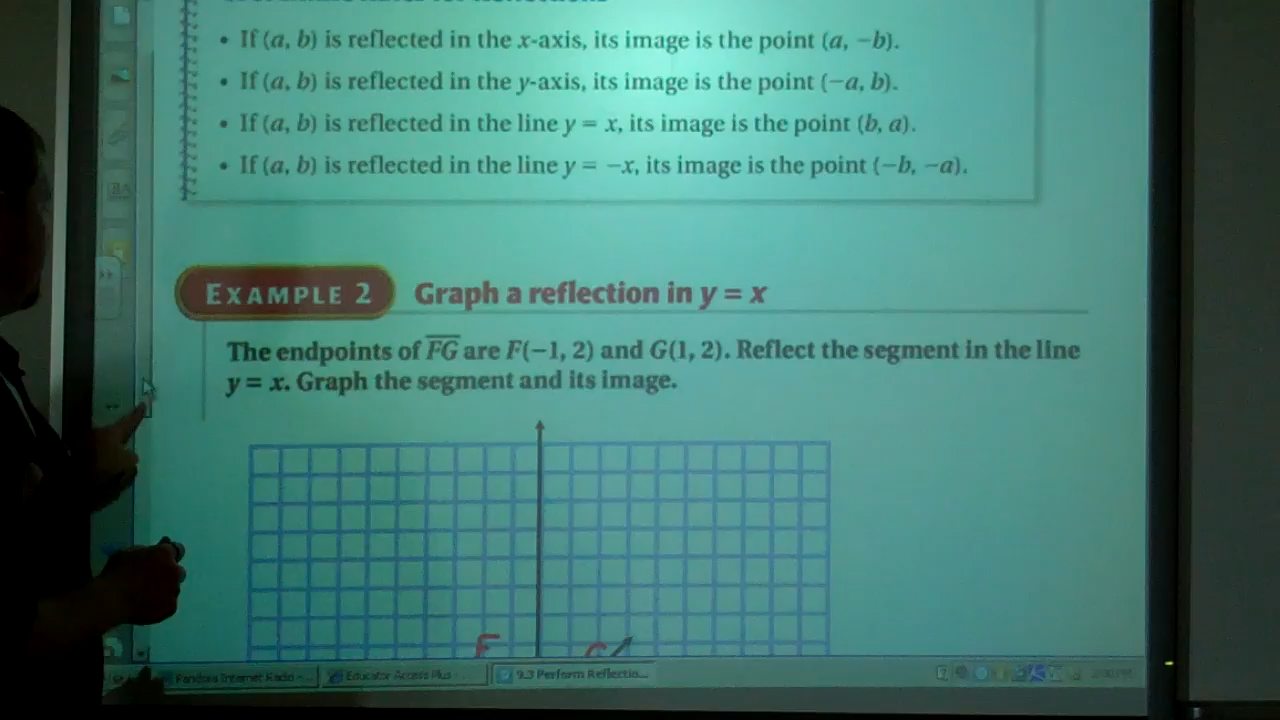 • If (a, b) is reflected in the x-axis, its image is the point (a, −b).
• If (a, b) is reflected in the y-axis, its image is the point (−a, b).
• If (a, b) is reflected in the line y = x, its image is the point (b, a).
• If (a, b) is reflected in the line y = −x, its image is the point (−b, −a).
EXAMPLE 2 Graph a reflection in y = x
The endpoints of F̅G̅ are F(−1, 2) and G(1, 2). Reflect the segment in the line
y = x. Graph the segment and its image.
F G
Pandora Internet Radio - ... Educator Access Plus - ... 9.3 Perform Reflectio...